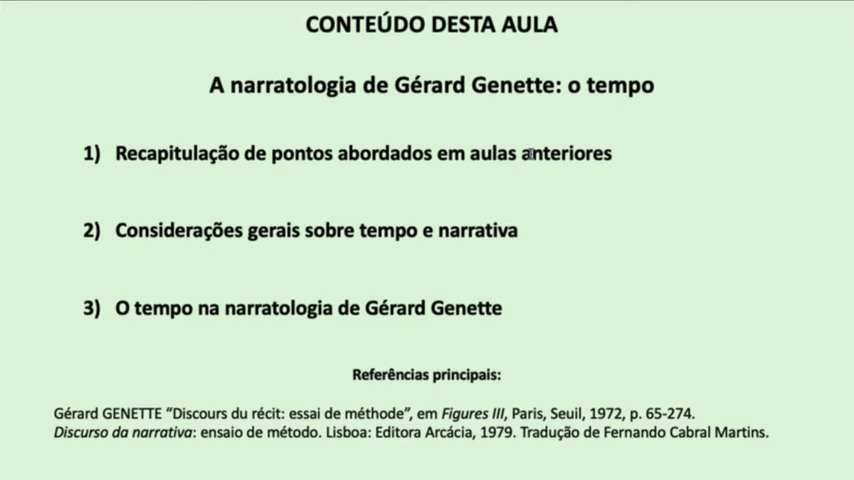 CONTEÚDO DESTA AULA
A narratologia de Gérard Genette: o tempo
1) Recapitulação de pontos abordados em aulas anteriores
2) Considerações gerais sobre tempo e narrativa
3) O tempo na narratologia de Gérard Genette
Referências principais:
Gérard GENETTE “Discours du récit: essai de méthode”, em Figures III, Paris, Seuil, 1972, p. 65-274.
Discurso da narrativa: ensaio de método. Lisboa: Editora Arcácia, 1979. Tradução de Fernando Cabral Martins.